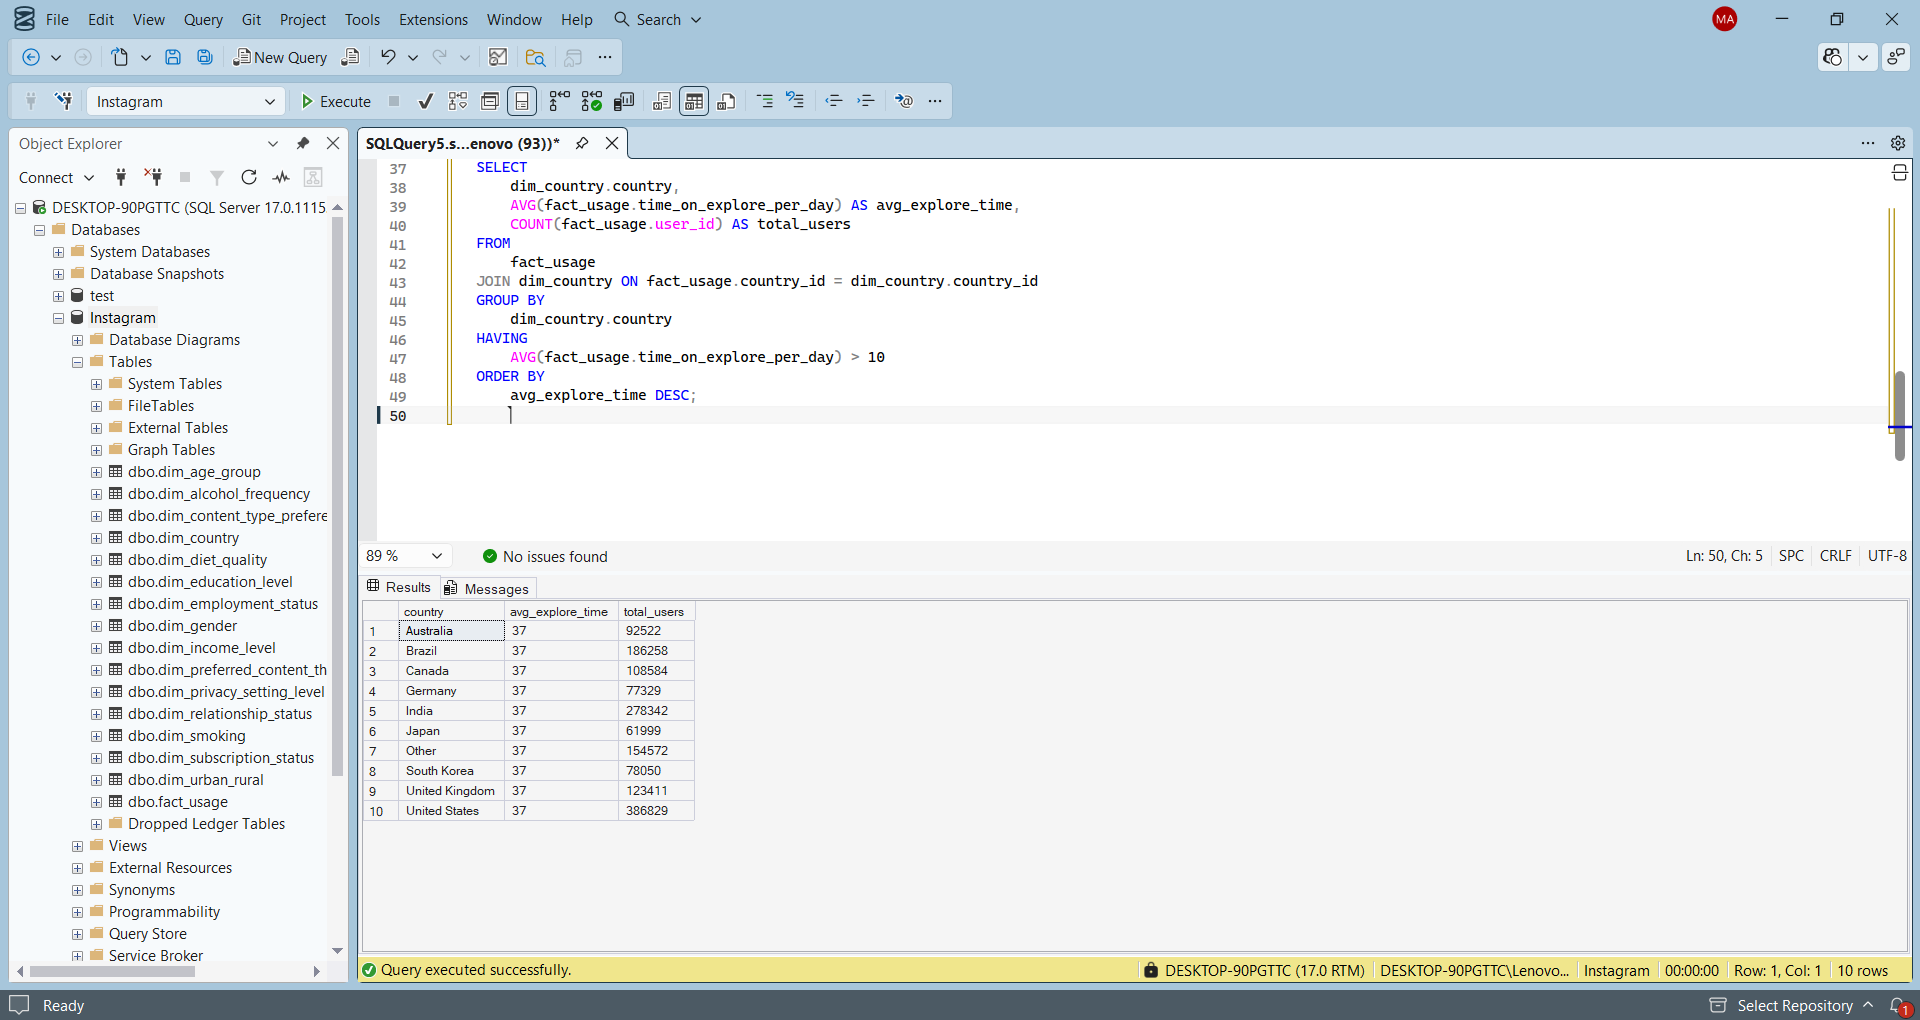 File Edit View Query Git Project Tools Extensions Window Help Search
MA
New Query
Instagram Execute
Object Explorer
Connect
DESKTOP-90PGTTC (SQL Server 17.0.1115
Databases
System Databases
Database Snapshots
test
Instagram
Database Diagrams
Tables
System Tables
FileTables
External Tables
Graph Tables
dbo.dim_age_group
dbo.dim_alcohol_frequency
dbo.dim_content_type_prefere
dbo.dim_country
dbo.dim_diet_quality
dbo.dim_education_level
dbo.dim_employment_status
dbo.dim_gender
dbo.dim_income_level
dbo.dim_preferred_content_th
dbo.dim_privacy_setting_level
dbo.dim_relationship_status
dbo.dim_smoking
dbo.dim_subscription_status
dbo.dim_urban_rural
dbo.fact_usage
Dropped Ledger Tables
Views
External Resources
Synonyms
Programmability
Query Store
Service Broker
SQLQuery5.s...enovo (93))*
37 SELECT
38 dim_country.country,
39 AVG(fact_usage.time_on_explore_per_day) AS avg_explore_time,
40 COUNT(fact_usage.user_id) AS total_users
41 FROM
42 fact_usage
43 JOIN dim_country ON fact_usage.country_id = dim_country.country_id
44 GROUP BY
45 dim_country.country
46 HAVING
47 AVG(fact_usage.time_on_explore_per_day) > 10
48 ORDER BY
49 avg_explore_time DESC;
50
89 % No issues found Ln: 50, Ch: 5 SPC CRLF UTF-8
Results Messages
country avg_explore_time total_users
1 Australia 37 92522
2 Brazil 37 186258
3 Canada 37 108584
4 Germany 37 77329
5 India 37 278342
6 Japan 37 61999
7 Other 37 154572
8 South Korea 37 78050
9 United Kingdom 37 123411
10 United States 37 386829
Query executed successfully. DESKTOP-90PGTTC (17.0 RTM) DESKTOP-90PGTTC\Lenovo... Instagram 00:00:00 Row: 1, Col: 1 10 rows
Ready Select Repository 1